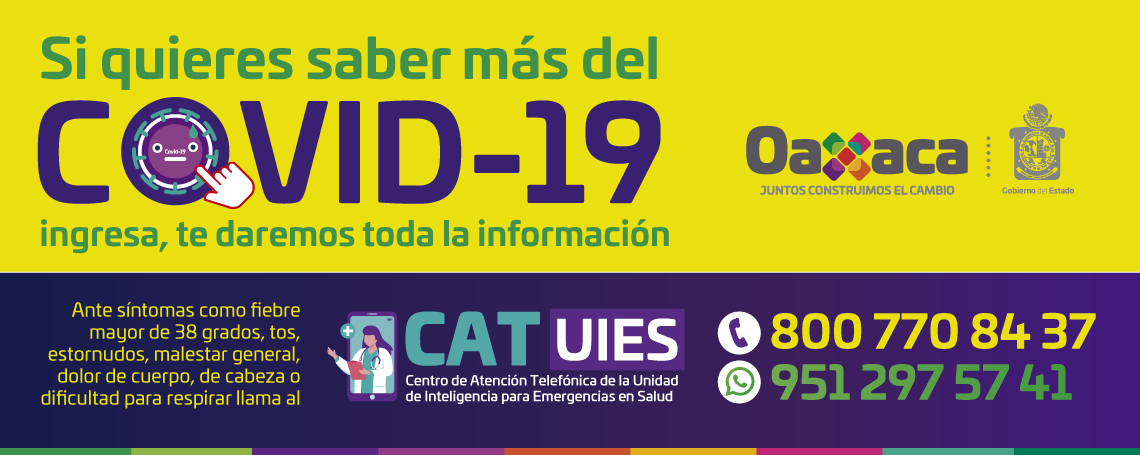 Si quieres saber más del
COVID-19
Covid-19
ingresa, te daremos toda la información
Oaxaca
JUNTOS CONSTRUIMOS EL CAMBIO
Gobierno del Estado
Ante síntomas como fiebre
mayor de 38 grados, tos,
estornudos, malestar general,
dolor de cuerpo, de cabeza o
dificultad para respirar llama al
CAT UIES
Centro de Atención Telefónica de la Unidad
de Inteligencia para Emergencias en Salud
800 770 84 37
951 297 57 41